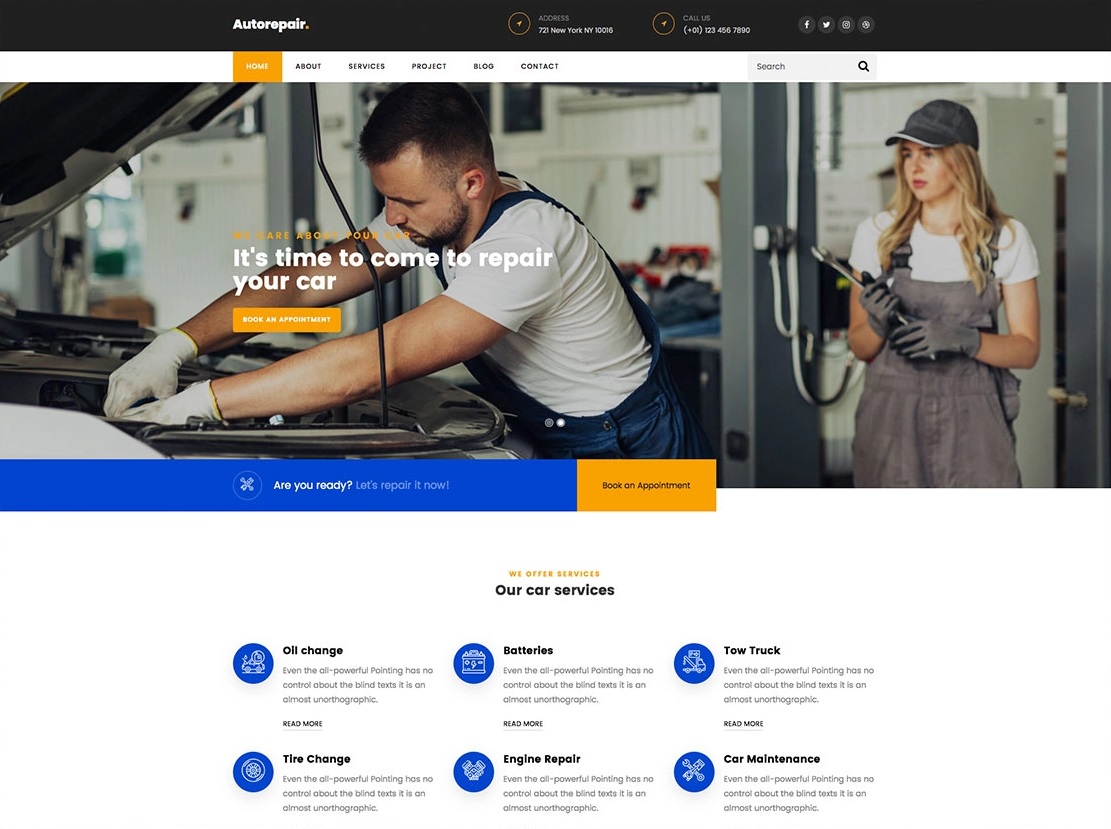 Autorepair.
ADDRESS
721 New York NY 10016
CALL US
(+01) 123 456 7890
HOME
ABOUT
SERVICES
PROJECT
BLOG
CONTACT
Search
WE CARE ABOUT YOUR CAR
It's time to come to repair
your car
BOOK AN APPOINTMENT
Are you ready? Let's repair it now!
Book an Appointment
WE OFFER SERVICES
Our car services
Oil change
Even the all-powerful Pointing has no
control about the blind texts it is an
almost unorthographic.
READ MORE
Batteries
Even the all-powerful Pointing has no
control about the blind texts it is an
almost unorthographic.
READ MORE
Tow Truck
Even the all-powerful Pointing has no
control about the blind texts it is an
almost unorthographic.
READ MORE
Tire Change
Even the all-powerful Pointing has no
control about the blind texts it is an
almost unorthographic.
Engine Repair
Even the all-powerful Pointing has no
control about the blind texts it is an
almost unorthographic.
Car Maintenance
Even the all-powerful Pointing has no
control about the blind texts it is an
almost unorthographic.